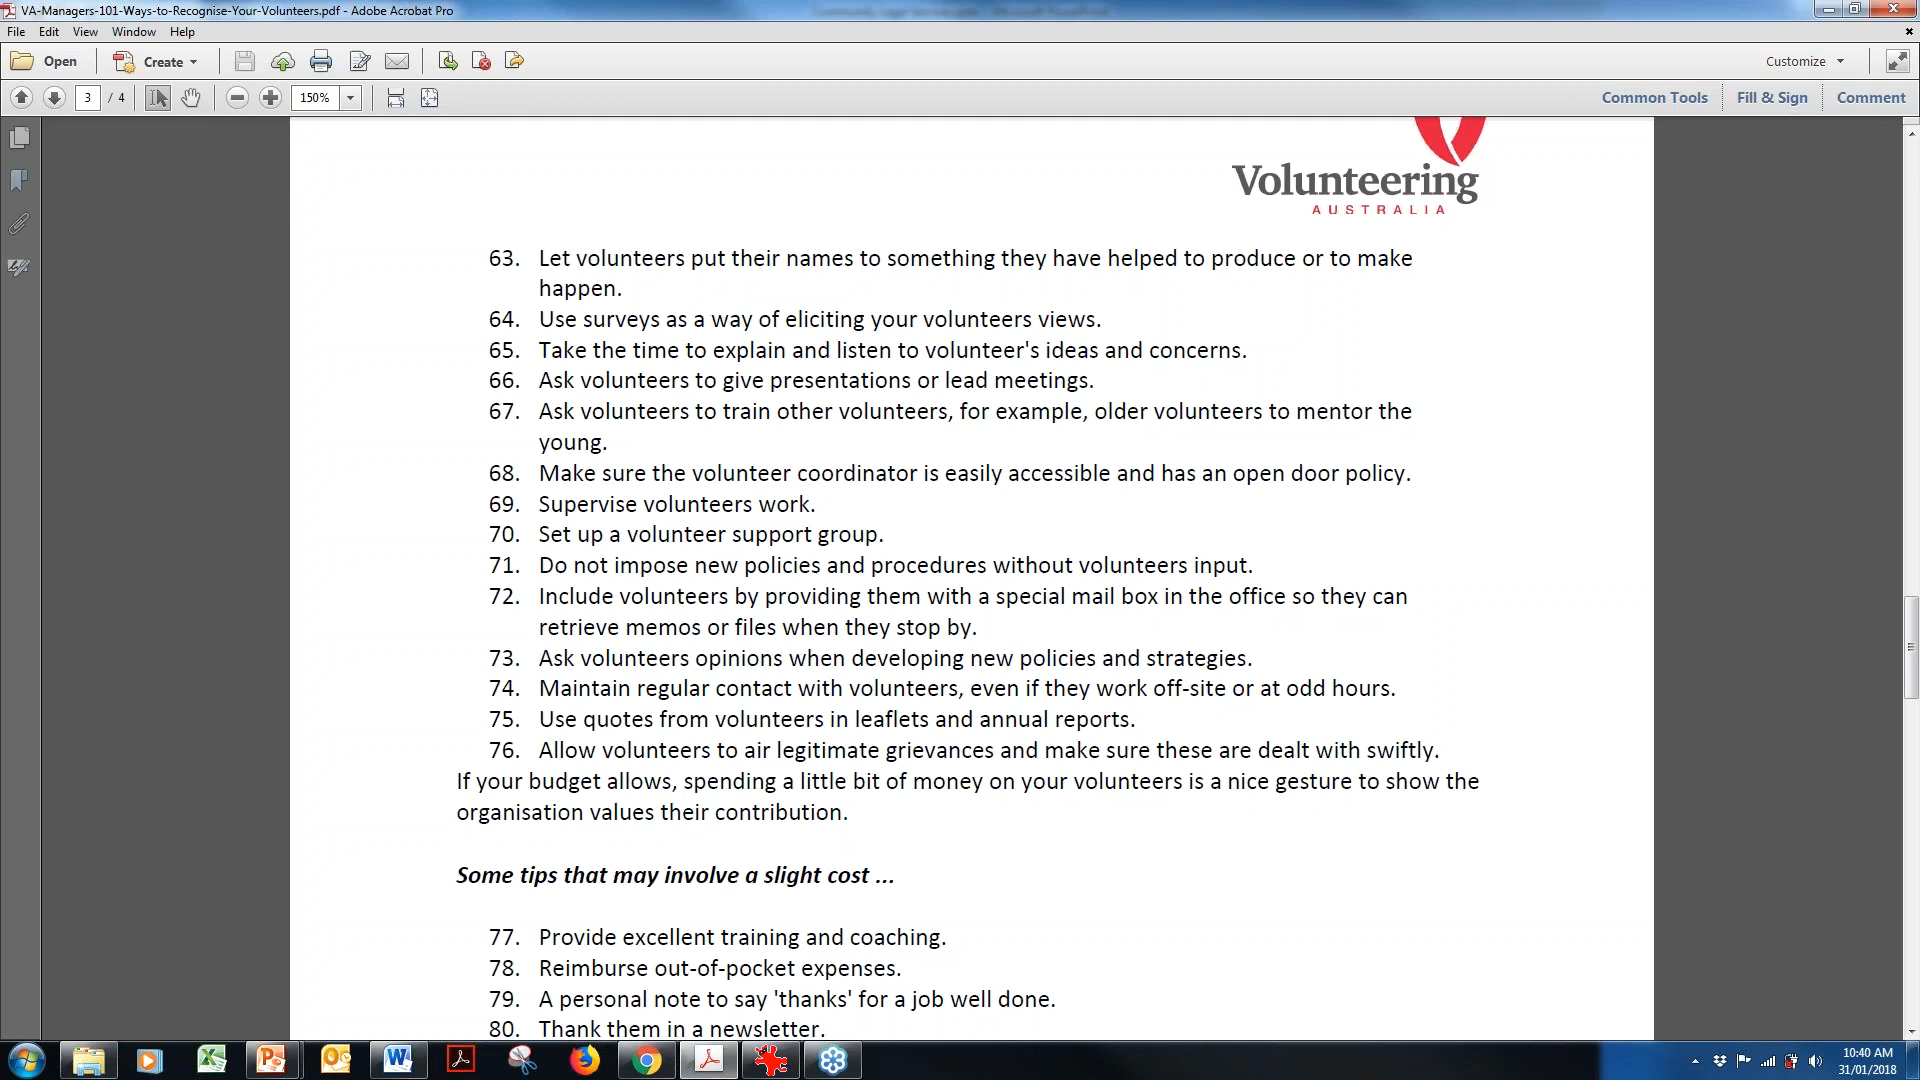 VA-Managers-101-Ways-to-Recognise-Your-Volunteers.pdf - Adobe Acrobat Pro
File Edit View Window Help
Open Create Customize
3 / 4 150% Common Tools Fill & Sign Comment
Volunteering
AUSTRALIA
63. Let volunteers put their names to something they have helped to produce or to make
happen.
64. Use surveys as a way of eliciting your volunteers views.
65. Take the time to explain and listen to volunteer's ideas and concerns.
66. Ask volunteers to give presentations or lead meetings.
67. Ask volunteers to train other volunteers, for example, older volunteers to mentor the
young.
68. Make sure the volunteer coordinator is easily accessible and has an open door policy.
69. Supervise volunteers work.
70. Set up a volunteer support group.
71. Do not impose new policies and procedures without volunteers input.
72. Include volunteers by providing them with a special mail box in the office so they can
retrieve memos or files when they stop by.
73. Ask volunteers opinions when developing new policies and strategies.
74. Maintain regular contact with volunteers, even if they work off-site or at odd hours.
75. Use quotes from volunteers in leaflets and annual reports.
76. Allow volunteers to air legitimate grievances and make sure these are dealt with swiftly.
If your budget allows, spending a little bit of money on your volunteers is a nice gesture to show the
organisation values their contribution.
Some tips that may involve a slight cost ...
77. Provide excellent training and coaching.
78. Reimburse out-of-pocket expenses.
79. A personal note to say 'thanks' for a job well done.
80. Thank them in a newsletter.
10:40 AM
31/01/2018